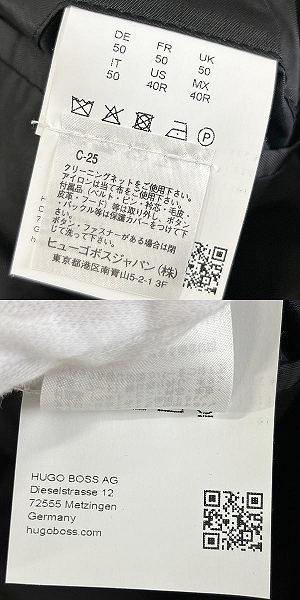 DE FR UK
50 50 50
IT US MX
50 40R 40R
C-25
クリーニングネットをご使用下さい。
アイロンは当て布をご使用下さい。
付属品(ベルト・ピン・衿芯・毛皮・
皮革・フード)等は取り外し、ボタン
・バックル等は保護カバーをつけて下
さい。
ボタン・ファスナーがある場合は閉
じて洗って下さい。
ヒューゴボスジャパン(株)
東京都港区南青山5-2-1 3F
HUGO BOSS AG
Dieselstrasse 12
72555 Metzingen
Germany
hugoboss.com